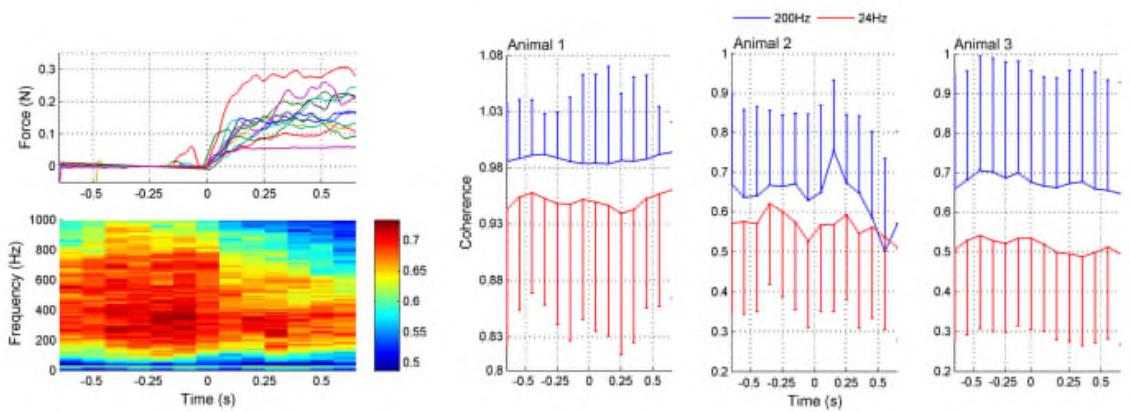 200Hz 24Hz
Force (N)
0.3
0.2
0.1
0
-0.5 -0.25 0 0.25 0.5
Frequency (Hz)
1000
800
600
400
200
0
-0.5 -0.25 0 0.25 0.5
Time (s)
0.7
0.65
0.6
0.55
0.5
Animal 1
Coherence
1.08
1.03
0.98
0.93
0.88
0.83
0.8
-0.5 -0.25 0 0.25 0.5
Animal 2
1
0.9
0.8
0.7
0.6
0.5
0.4
0.3
0.2
-0.5 -0.25 0 0.25 0.5
Time (s)
Animal 3
1
0.9
0.8
0.7
0.6
0.5
0.4
0.3
0.2
-0.5 -0.25 0 0.25 0.5